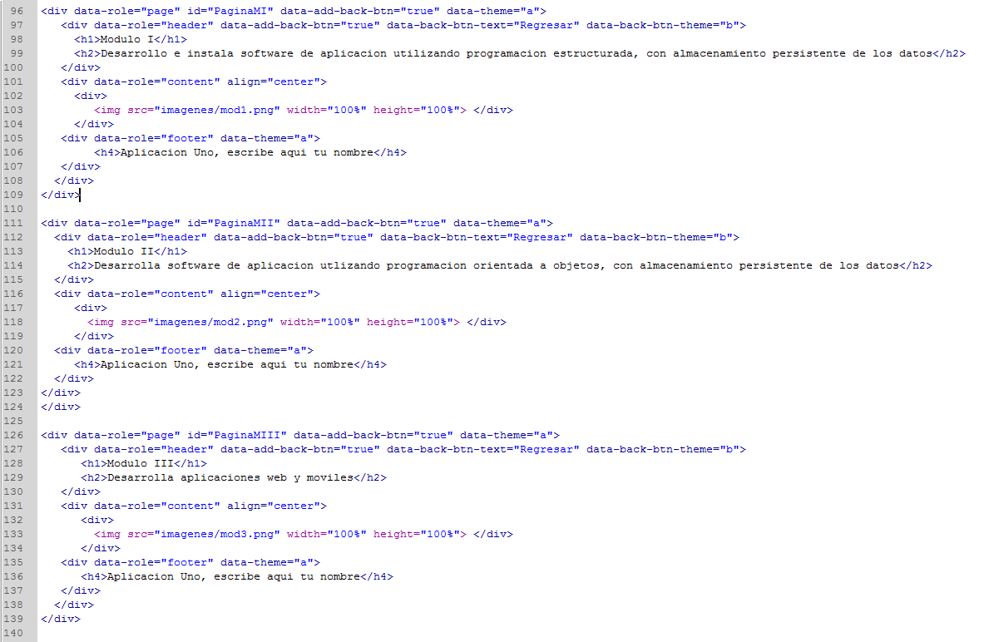 96 <div data-role="page" id="PaginaMI" data-add-back-btn="true" data-theme="a">
97 <div data-role="header" data-add-back-btn="true" data-back-btn-text="Regresar" data-back-btn-theme="b">
98 <h1>Modulo I</h1>
99 <h2>Desarrollo e instala software de aplicacion utilizando programacion estructurada, con almacenamiento persistente de los datos</h2>
100 </div>
101 <div data-role="content" align="center">
102 <div>
103 <img src="imagenes/mod1.png" width="100%" height="100%"> </div>
104 </div>
105 <div data-role="footer" data-theme="a">
106 <h4>Aplicacion Uno, escribe aqui tu nombre</h4>
107 </div>
108 </div>
109 </div>
110
111 <div data-role="page" id="PaginaMII" data-add-back-btn="true" data-theme="a">
112 <div data-role="header" data-add-back-btn="true" data-back-btn-text="Regresar" data-back-btn-theme="b">
113 <h1>Modulo II</h1>
114 <h2>Desarrolla software de aplicacion utlizando programacion orientada a objetos, con almacenamiento persistente de los datos</h2>
115 </div>
116 <div data-role="content" align="center">
117 <div>
118 <img src="imagenes/mod2.png" width="100%" height="100%"> </div>
119 </div>
120 <div data-role="footer" data-theme="a">
121 <h4>Aplicacion Uno, escribe aqui tu nombre</h4>
122 </div>
123 </div>
124 </div>
125
126 <div data-role="page" id="PaginaMIII" data-add-back-btn="true" data-theme="a">
127 <div data-role="header" data-add-back-btn="true" data-back-btn-text="Regresar" data-back-btn-theme="b">
128 <h1>Modulo III</h1>
129 <h2>Desarrolla aplicaciones web y moviles</h2>
130 </div>
131 <div data-role="content" align="center">
132 <div>
133 <img src="imagenes/mod3.png" width="100%" height="100%"> </div>
134 </div>
135 <div data-role="footer" data-theme="a">
136 <h4>Aplicacion Uno, escribe aqui tu nombre</h4>
137 </div>
138 </div>
139 </div>
140